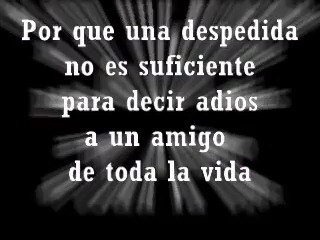 Por que una despedida
no es suficiente
para decir adios
a un amigo
de toda la vida